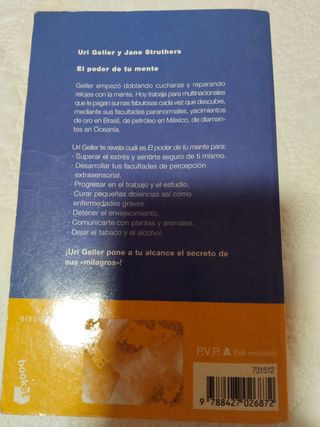 Uri Geller y Jane Struthers
El poder de tu mente
Geller empezó doblando cucharas y reparando
relojes con la mente. Hoy trabaja para multinacionales
que le pagan sumas fabulosas cada vez que descubre,
mediante sus facultades paranormales, yacimientos
de oro en Brasil, de petróleo en México, de diaman-
tes en Oceanía.
Uri Geller te revela cuál es El poder de tu mente para:
· Superar el estrés y sentirte seguro de ti mismo.
· Desarrollar tus facultades de percepción
extrasensorial.
· Progresar en el trabajo y el estudio.
· Curar pequeñas dolencias así como
enfermedades graves.
· Detener el envejecimiento.
· Comunicarte con plantas y animales.
· Dejar el tabaco y el alcohol.
¡Uri Geller pone a tu alcance el secreto de
sus «milagros»!
P.V.P. A (IVA incluido)
731512
9 788427 026872